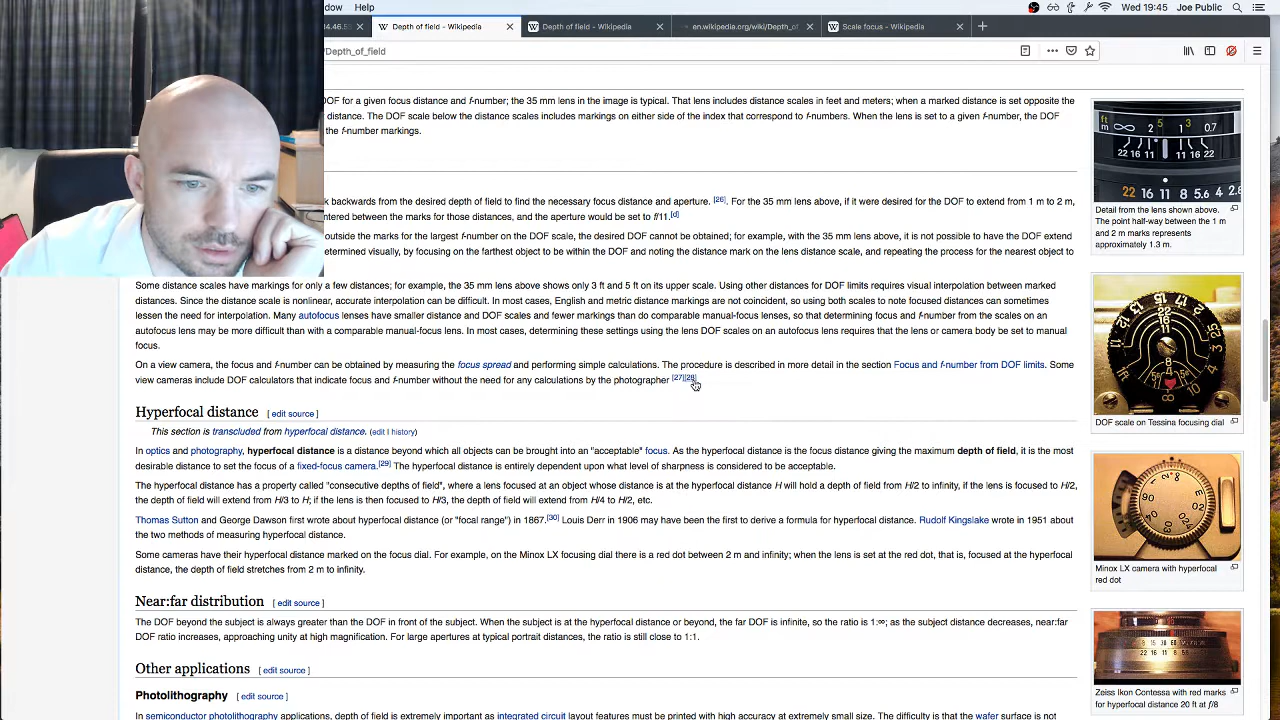 dow Help
Wed 19:45 Joe Public
14.46.55
Depth of field - Wikipedia
Depth of field - Wikipedia
en.wikipedia.org/wiki/Depth_of
Scale focus - Wikipedia
/Depth_of_field
DOF for a given focus distance and f-number; the 35 mm lens in the image is typical. That lens includes distance scales in feet and meters; when a marked distance is set opposite the
distance. The DOF scale below the distance scales includes markings on either side of the index that correspond to f-numbers. When the lens is set to a given f-number, the DOF
the f-number markings.
k backwards from the desired depth of field to find the necessary focus distance and aperture. [26]. For the 35 mm lens above, if it were desired for the DOF to extend from 1 m to 2 m,
ntered between the marks for those distances, and the aperture would be set to f/11.[d]
outside the marks for the largest f-number on the DOF scale, the desired DOF cannot be obtained; for example, with the 35 mm lens above, it is not possible to have the DOF extend
etermined visually, by focusing on the farthest object to be within the DOF and noting the distance mark on the lens distance scale, and repeating the process for the nearest object to
Some distance scales have markings for only a few distances; for example, the 35 mm lens above shows only 3 ft and 5 ft on its upper scale. Using other distances for DOF limits requires visual interpolation between marked
distances. Since the distance scale is nonlinear, accurate interpolation can be difficult. In most cases, English and metric distance markings are not coincident, so using both scales to note focused distances can sometimes
lessen the need for interpolation. Many autofocus lenses have smaller distance and DOF scales and fewer markings than do comparable manual-focus lenses, so that determining focus and f-number from the scales on an
autofocus lens may be more difficult than with a comparable manual-focus lens. In most cases, determining these settings using the lens DOF scales on an autofocus lens requires that the lens or camera body be set to manual
focus.
On a view camera, the focus and f-number can be obtained by measuring the focus spread and performing simple calculations. The procedure is described in more detail in the section Focus and f-number from DOF limits. Some
view cameras include DOF calculators that indicate focus and f-number without the need for any calculations by the photographer [27][28]
Hyperfocal distance [ edit source ]
This section is transcluded from hyperfocal distance. (edit | history)
In optics and photography, hyperfocal distance is a distance beyond which all objects can be brought into an "acceptable" focus. As the hyperfocal distance is the focus distance giving the maximum depth of field, it is the most
desirable distance to set the focus of a fixed-focus camera.[29] The hyperfocal distance is entirely dependent upon what level of sharpness is considered to be acceptable.
The hyperfocal distance has a property called "consecutive depths of field", where a lens focused at an object whose distance is at the hyperfocal distance H will hold a depth of field from H/2 to infinity, if the lens is focused to H/2,
the depth of field will extend from H/3 to H; if the lens is then focused to H/3, the depth of field will extend from H/4 to H/2, etc.
Thomas Sutton and George Dawson first wrote about hyperfocal distance (or "focal range") in 1867.[30] Louis Derr in 1906 may have been the first to derive a formula for hyperfocal distance. Rudolf Kingslake wrote in 1951 about
the two methods of measuring hyperfocal distance.
Some cameras have their hyperfocal distance marked on the focus dial. For example, on the Minox LX focusing dial there is a red dot between 2 m and infinity; when the lens is set at the red dot, that is, focused at the hyperfocal
distance, the depth of field stretches from 2 m to infinity.
Near:far distribution [ edit source ]
The DOF beyond the subject is always greater than the DOF in front of the subject. When the subject is at the hyperfocal distance or beyond, the far DOF is infinite, so the ratio is 1:∞; as the subject distance decreases, near:far
DOF ratio increases, approaching unity at high magnification. For large apertures at typical portrait distances, the ratio is still close to 1:1.
Other applications [ edit source ]
Photolithography [ edit source ]
In semiconductor photolithography applications, depth of field is extremely important as integrated circuit layout features must be printed with high accuracy at extremely small size. The difficulty is that the wafer surface is not
ft
m ∞ 2 5 1 3 0.7
22 16 11 11 16 22
22 16 11 8 5.6 4 2.8
Detail from the lens shown above.
The point half-way between the 1 m
and 2 m marks represents
approximately 1.3 m.
DOF scale on Tessina focusing dial
Minox LX camera with hyperfocal
red dot
Zeiss Ikon Contessa with red marks
for hyperfocal distance 20 ft at f/8